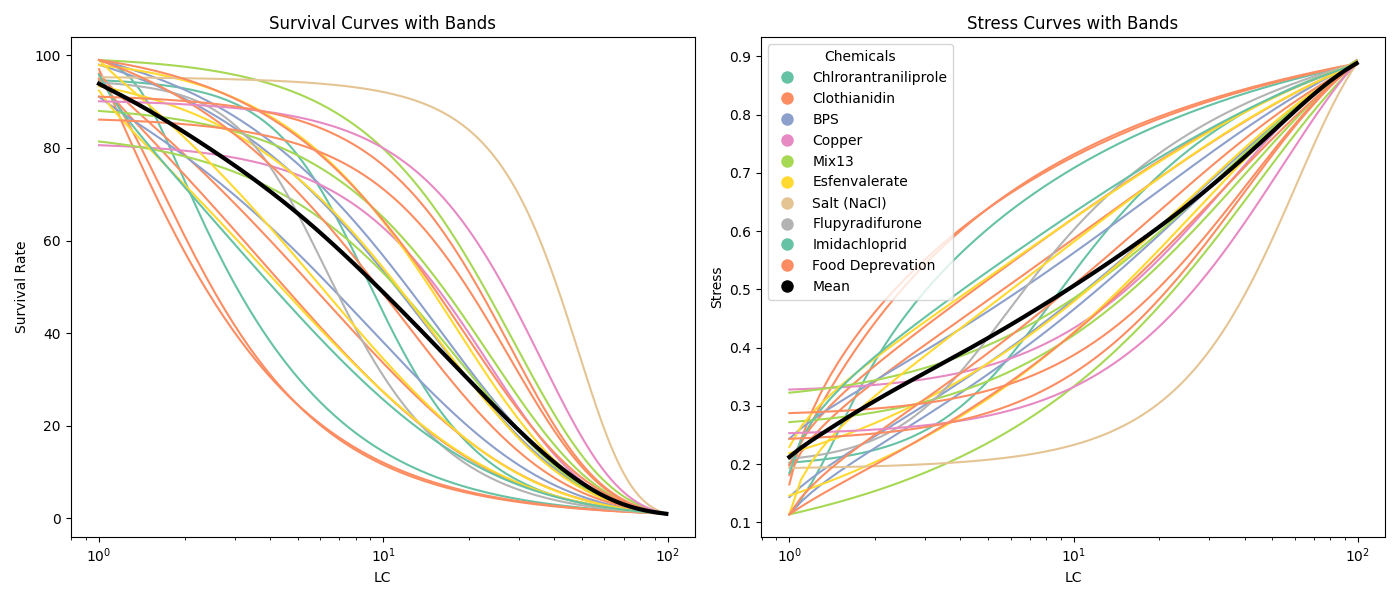 Survival Curves with Bands
Survival Rate
100
80
60
40
20
0
10^0
10^1
10^2
LC
Stress Curves with Bands
Stress
0.9
0.8
0.7
0.6
0.5
0.4
0.3
0.2
0.1
Chemicals
Chlrorantraniliprole
Clothianidin
BPS
Copper
Mix13
Esfenvalerate
Salt (NaCl)
Flupyradifurone
Imidachloprid
Food Deprevation
Mean
10^0
10^1
10^2
LC